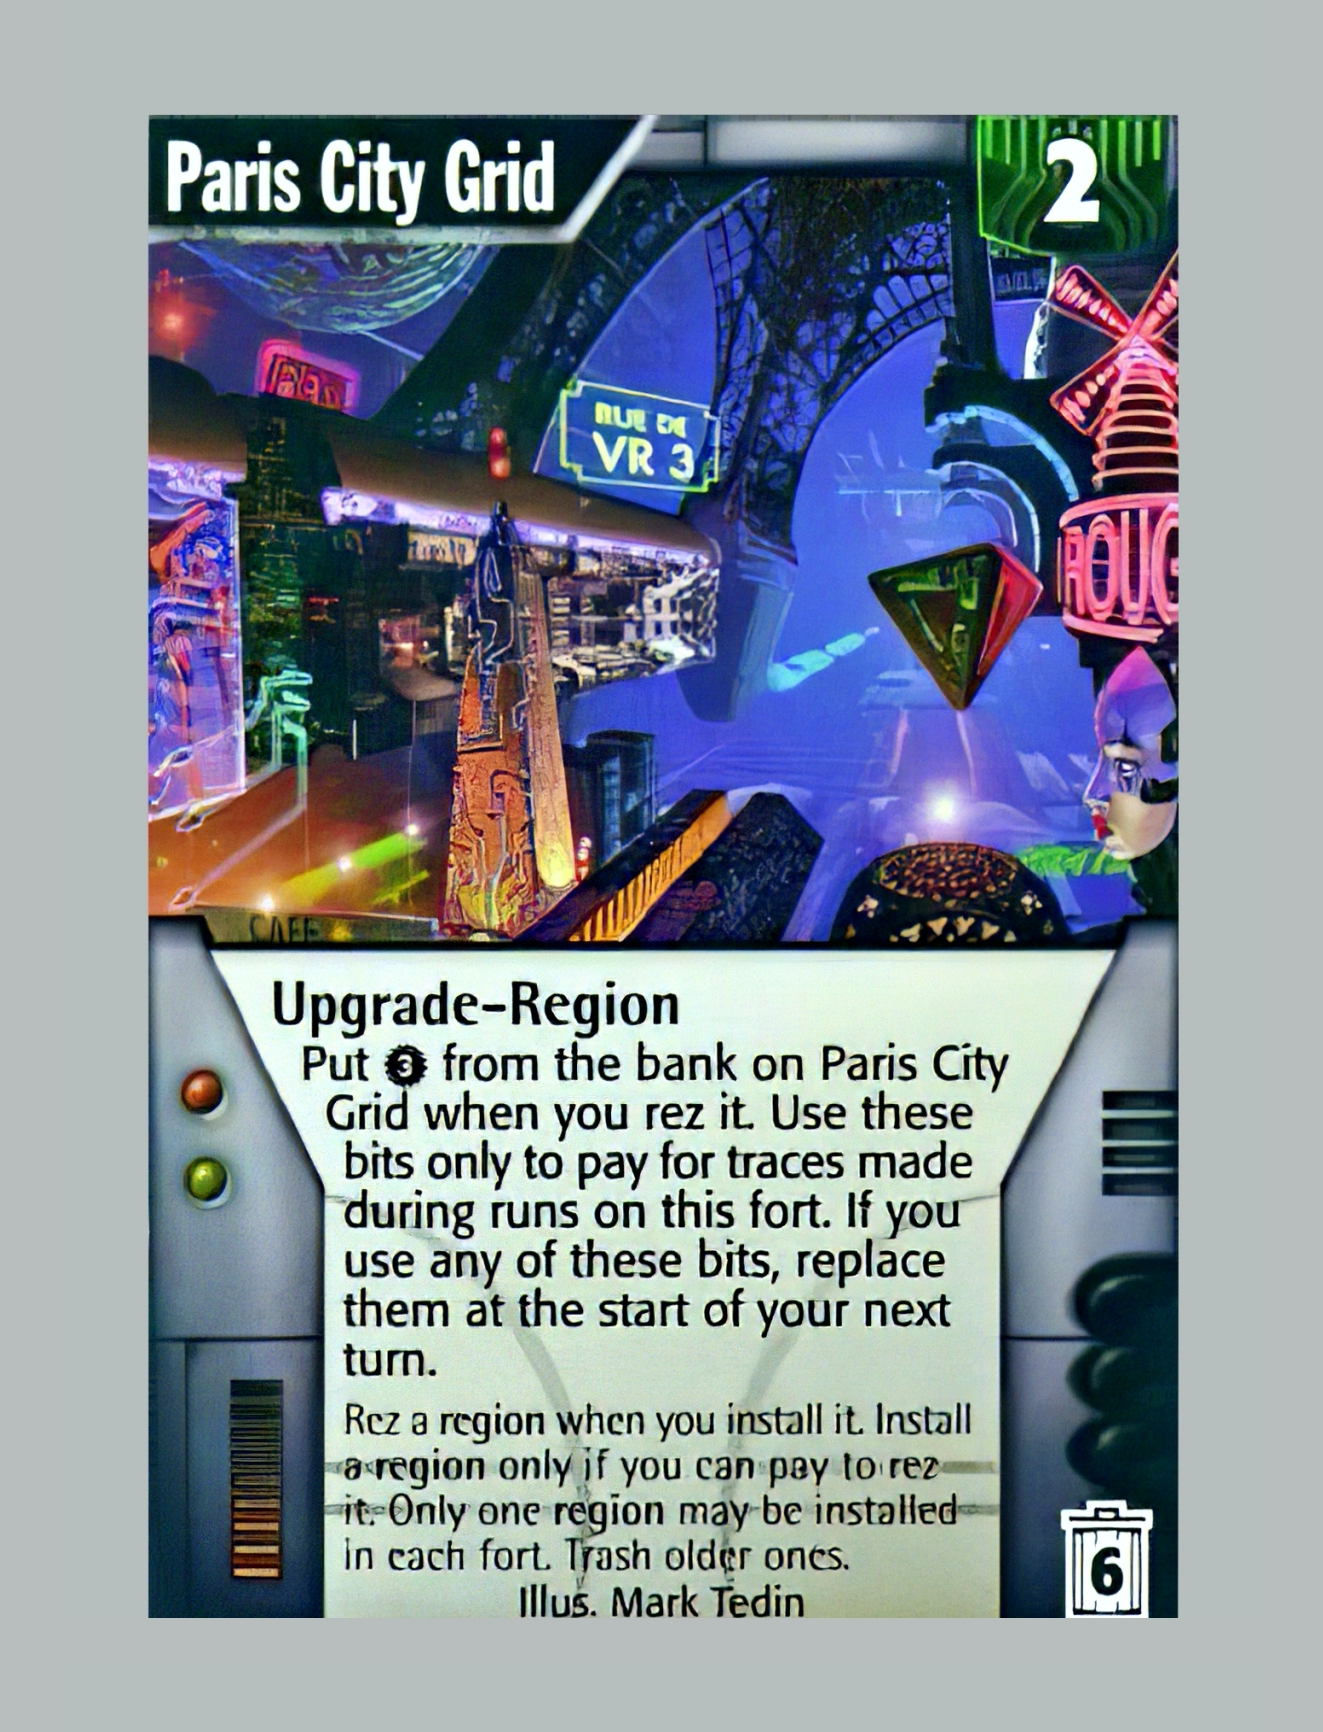 Paris City Grid
2
RUE DE
VR 3
ROUG
CAFE
Upgrade-Region
Put 3 from the bank on Paris City
Grid when you rez it. Use these
bits only to pay for traces made
during runs on this fort. If you
use any of these bits, replace
them at the start of your next
turn.
Rez a region when you install it. Install
a region only if you can pay to rez
it. Only one region may be installed
in each fort. Trash older ones.
Illus. Mark Tedin
6